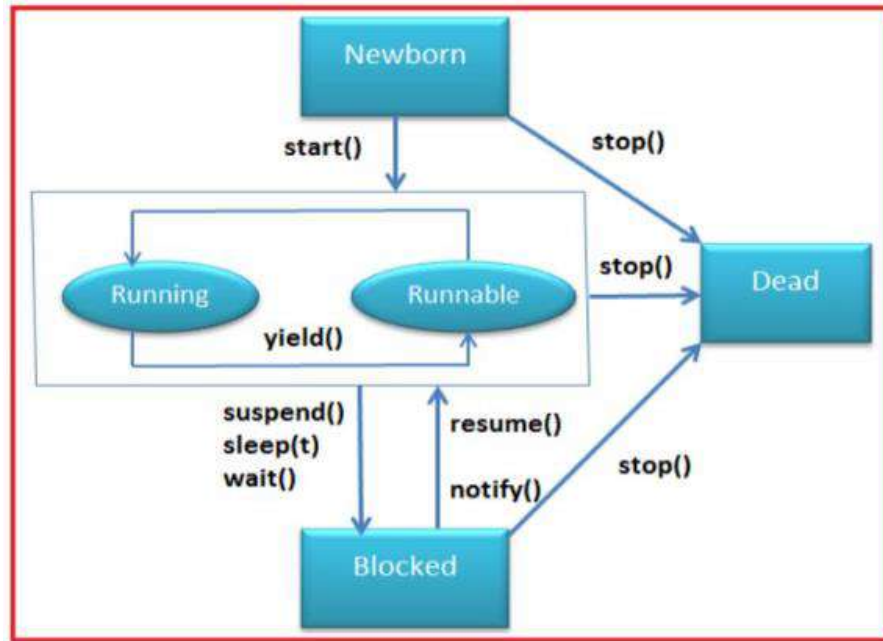 Newborn
start()
stop()
Running
Runnable
yield()
stop()
Dead
suspend()
sleep(t)
wait()
resume()
notify()
stop()
Blocked